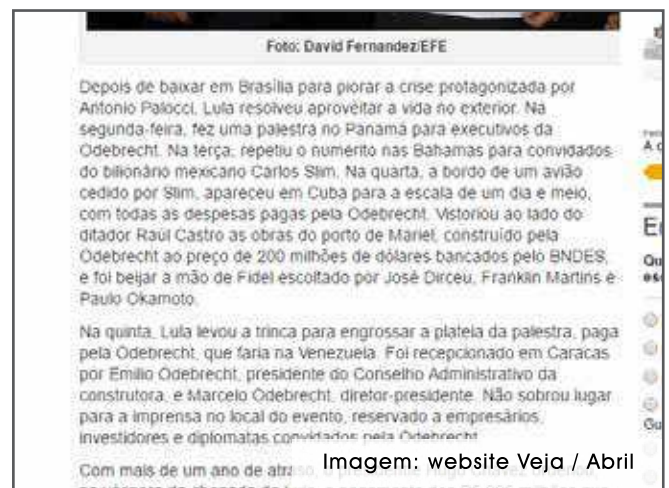 Foto: David Fernandez/EFE
Depois de baixar em Brasília para piorar a crise protagonizada por
Antonio Palocci, Lula resolveu aproveitar a vida no exterior. Na
segunda-feira, fez uma palestra no Panamá para executivos da
Odebrecht. Na terça, repetiu o numerito nas Bahamas para convidados
do bilionário mexicano Carlos Slim. Na quarta, a bordo de um avião
cedido por Slim, apareceu em Cuba para a escala de um dia e meio,
com todas as despesas pagas pela Odebrecht. Vistoriou ao lado do
ditador Raúl Castro as obras do porto de Mariel, construído pela
Odebrecht ao preço de 200 milhões de dólares bancados pelo BNDES,
e foi beijar a mão de Fidel escoltado por José Dirceu, Franklin Martins e
Paulo Okamoto.
Na quinta, Lula levou a trinca para engrossar a plateia da palestra, paga
pela Odebrecht, que faria na Venezuela. Foi recepcionado em Caracas
por Emilio Odebrecht, presidente do Conselho Administrativo da
construtora, e Marcelo Odebrecht, diretor-presidente. Não sobrou lugar
para a imprensa no local do evento, reservado a empresários,
investidores e diplomatas convidados pela Odebrecht
Com mais de um ano de
Imagem: website Veja / Abril